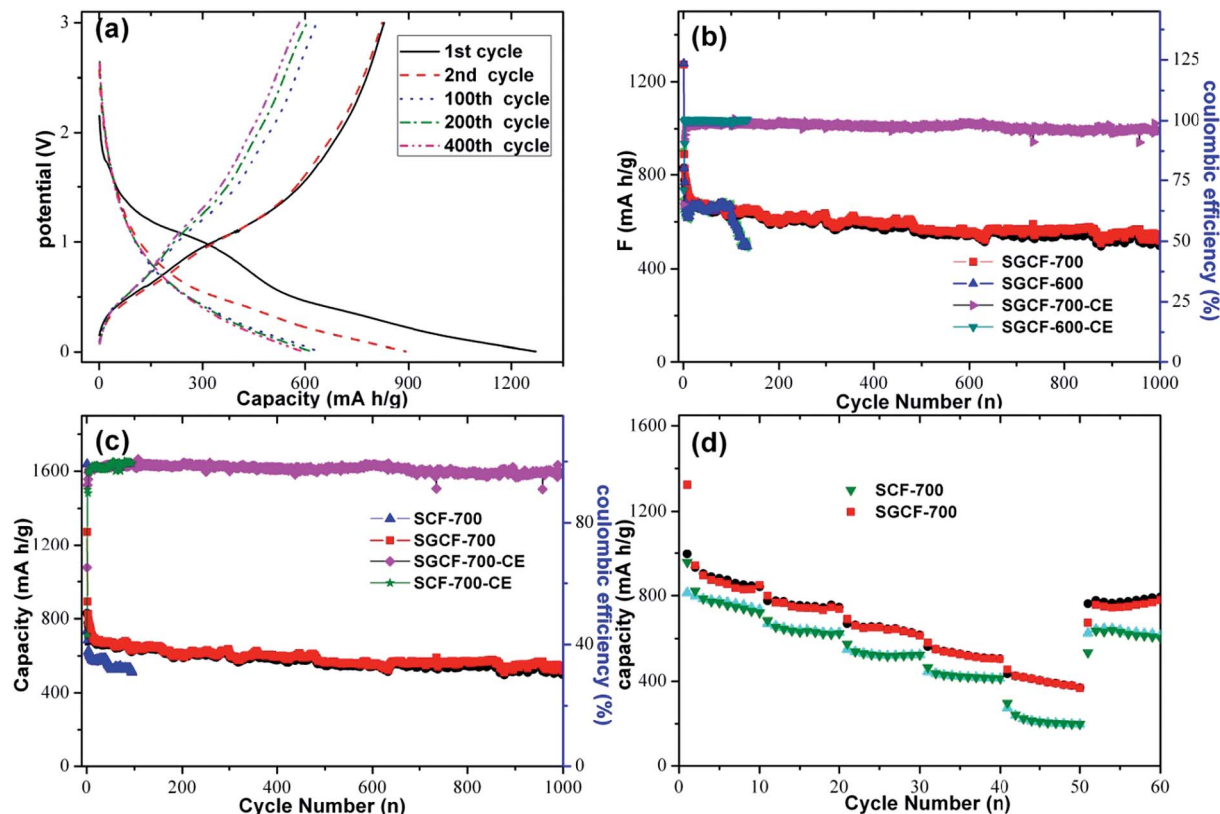 (a)
1st cycle
2nd cycle
100th cycle
200th cycle
400th cycle
potential (V)
3
2
1
0
0 300 600 900 1200
Capacity (mA h/g)
(b)
SGCF-700
SGCF-600
SGCF-700-CE
SGCF-600-CE
F (mA h/g)
1200
800
400
0
coulombic efficiency (%)
125
100
75
50
25
0
0 200 400 600 800 1000
Cycle Number (n)
(c)
SCF-700
SGCF-700
SGCF-700-CE
SCF-700-CE
Capacity (mA h/g)
1600
1600
800
400
0
coulombic efficiency (%)
80
40
0
0 200 400 600 800 1000
Cycle Number (n)
(d)
SCF-700
SGCF-700
capacity (mA h/g)
1600
1200
800
400
0
0 10 20 30 40 50 60
Cycle Number (n)